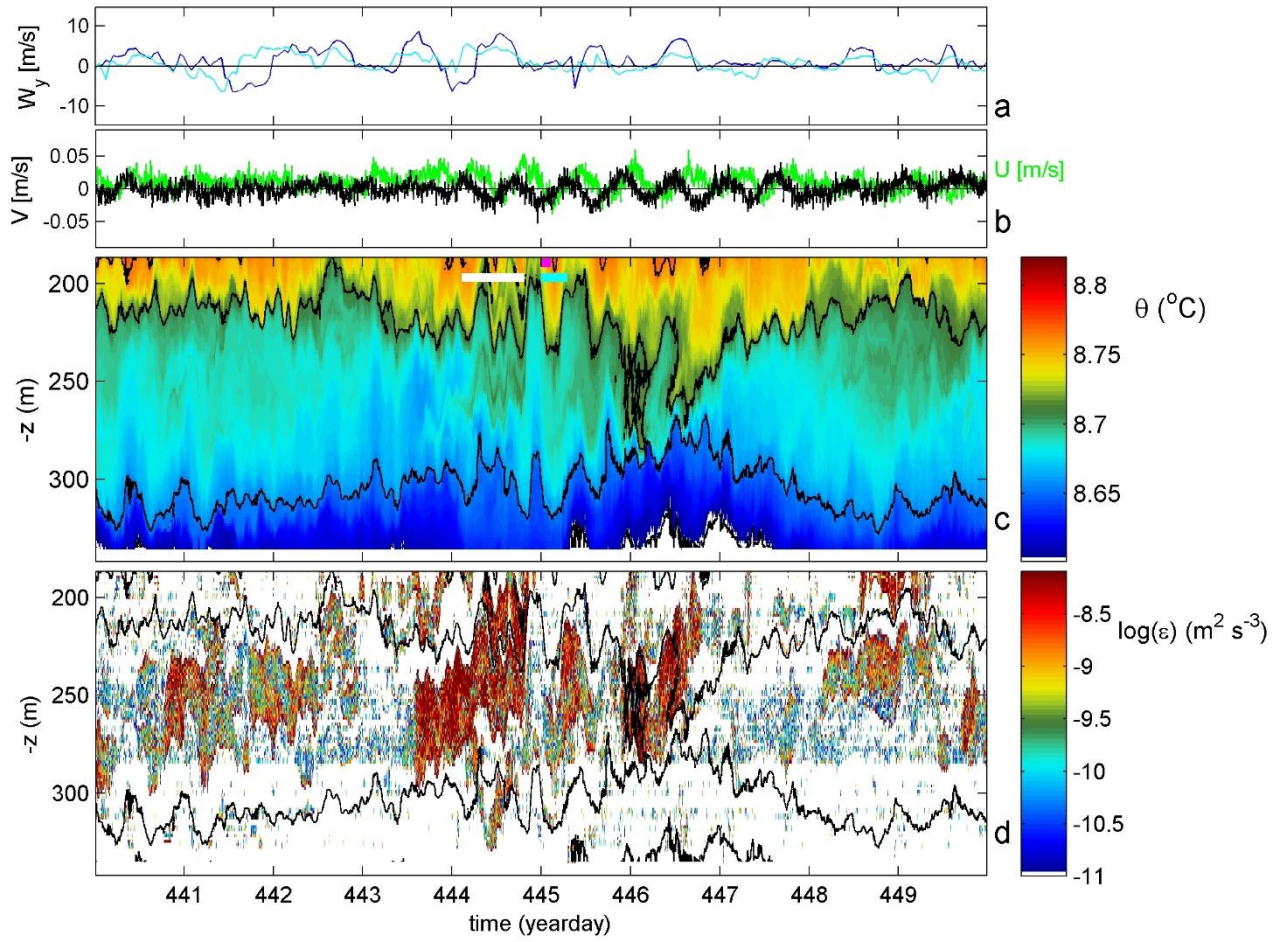 10
0
-10
W_y [m/s]
a
0.05
0
-0.05
V [m/s]
U [m/s]
b
200
250
300
-z (m)
c
8.8
8.75
8.7
8.65
θ (°C)
200
250
300
-z (m)
d
-8.5
-9
-9.5
-10
-10.5
-11
log(ε) (m² s⁻³)
441 442 443 444 445 446 447 448 449
time (yearday)